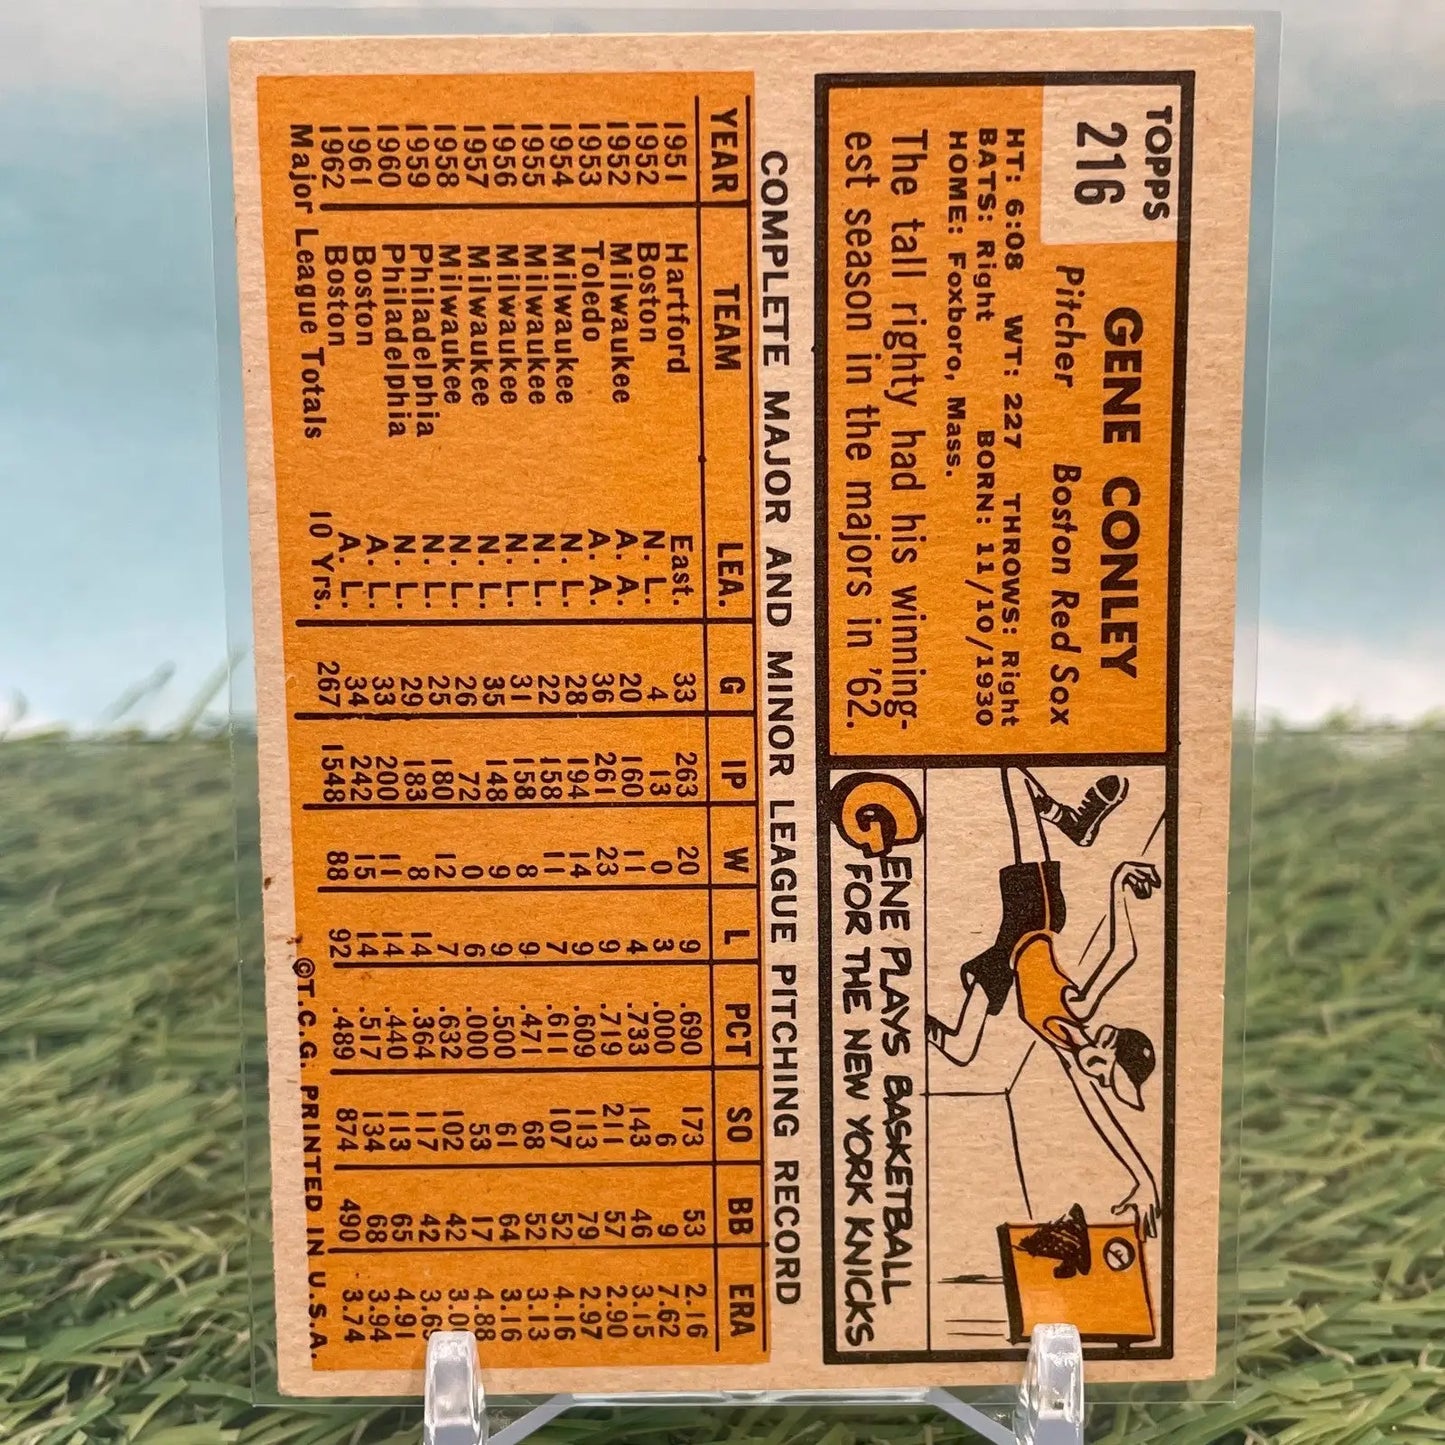 TOPPS
216
GENE CONLEY
Pitcher Boston Red Sox
HT: 6:08 WT: 227 THROWS: Right
BATS: Right BORN: 11/10/1930
HOME: Foxboro, Mass.
The tall righty had his winning-
est season in the majors in '62.
GENE PLAYS BASKETBALL
FOR THE NEW YORK KNICKS
COMPLETE MAJOR AND MINOR LEAGUE PITCHING RECORD
YEAR TEAM LEA. G IP W L PCT SO BB ERA
1951 Hartford East. 33 263 20 9 .690 173 53 2.16
1952 Boston N. L. 4 13 0 3 .000 6 9 7.62
1952 Milwaukee A. A. 20 160 11 4 .733 143 46 3.15
1953 Toledo A. A. 36 261 23 9 .719 211 57 2.90
1954 Milwaukee N. L. 28 194 14 9 .609 113 79 2.97
1955 Milwaukee N. L. 22 158 11 7 .611 107 52 4.16
1956 Milwaukee N. L. 31 158 8 9 .471 68 52 3.13
1957 Milwaukee N. L. 35 148 9 9 .500 61 64 3.16
1958 Milwaukee N. L. 26 72 0 6 .000 53 17 4.88
1959 Philadelphia N. L. 25 180 12 7 .632 102 42
1960 Philadelphia N. L. 29 183 8 14 .364 117 42
1961 Boston A. L. 33 200 11 14 .440 113 65 4.91
1962 Boston A. L. 34 242 15 14 .517 134 68 3.94
Major League Totals 10 Yrs. 267 1548 88 92 .489 874 490 3.74
©T. C. G. PRINTED IN U. S. A.